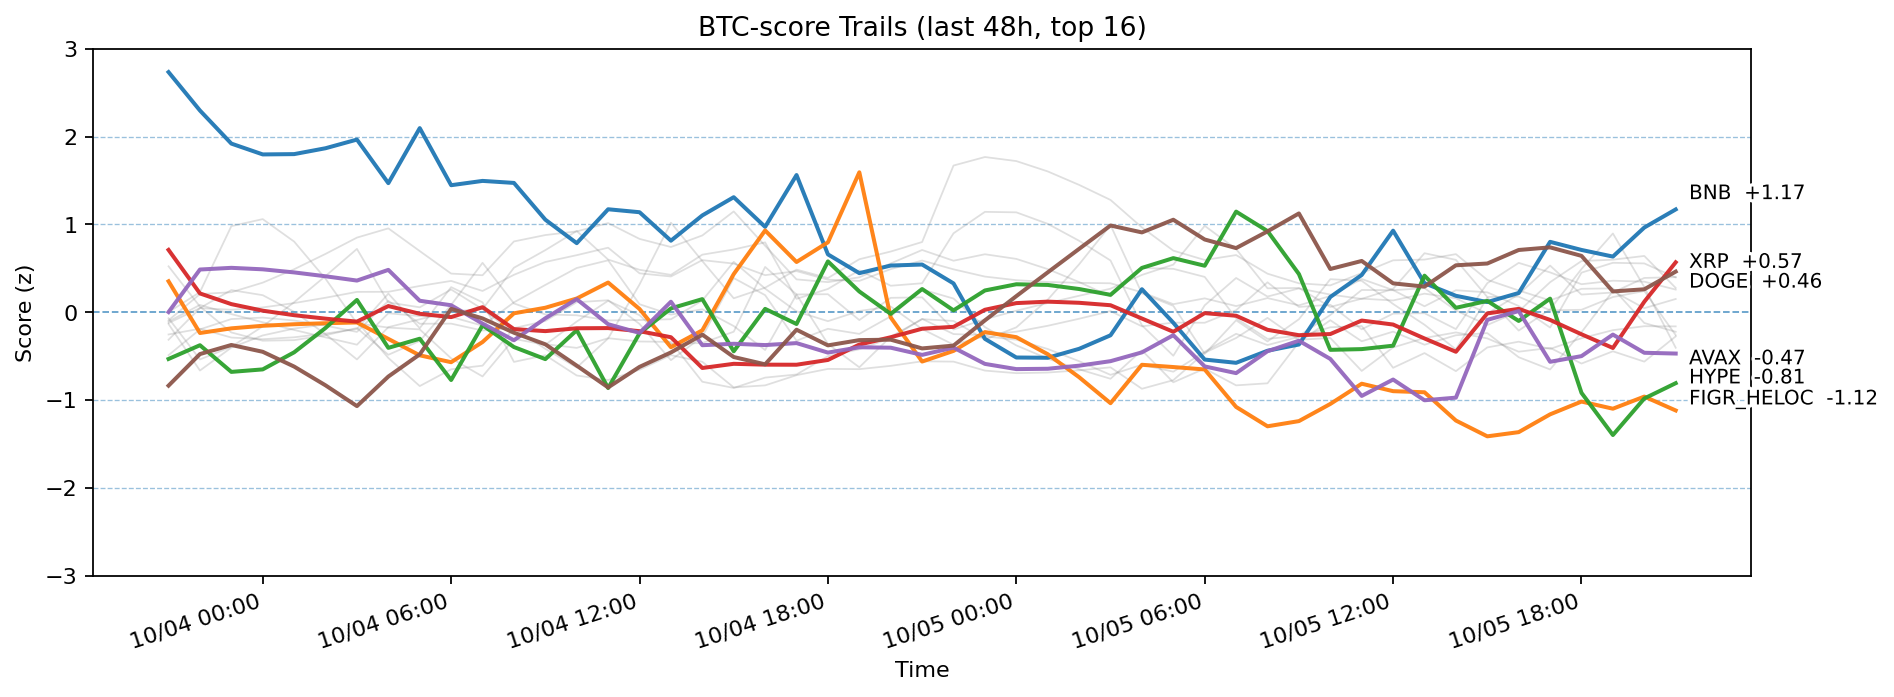 BTC-score Trails (last 48h, top 16)
Score (z)
3
2
1
0
−1
−2
−3
BNB +1.17
XRP +0.57
DOGE +0.46
AVAX -0.47
HYPE -0.81
FIGR_HELOC -1.12
10/04 00:00
10/04 06:00
10/04 12:00
10/04 18:00
10/05 00:00
10/05 06:00
10/05 12:00
10/05 18:00
Time